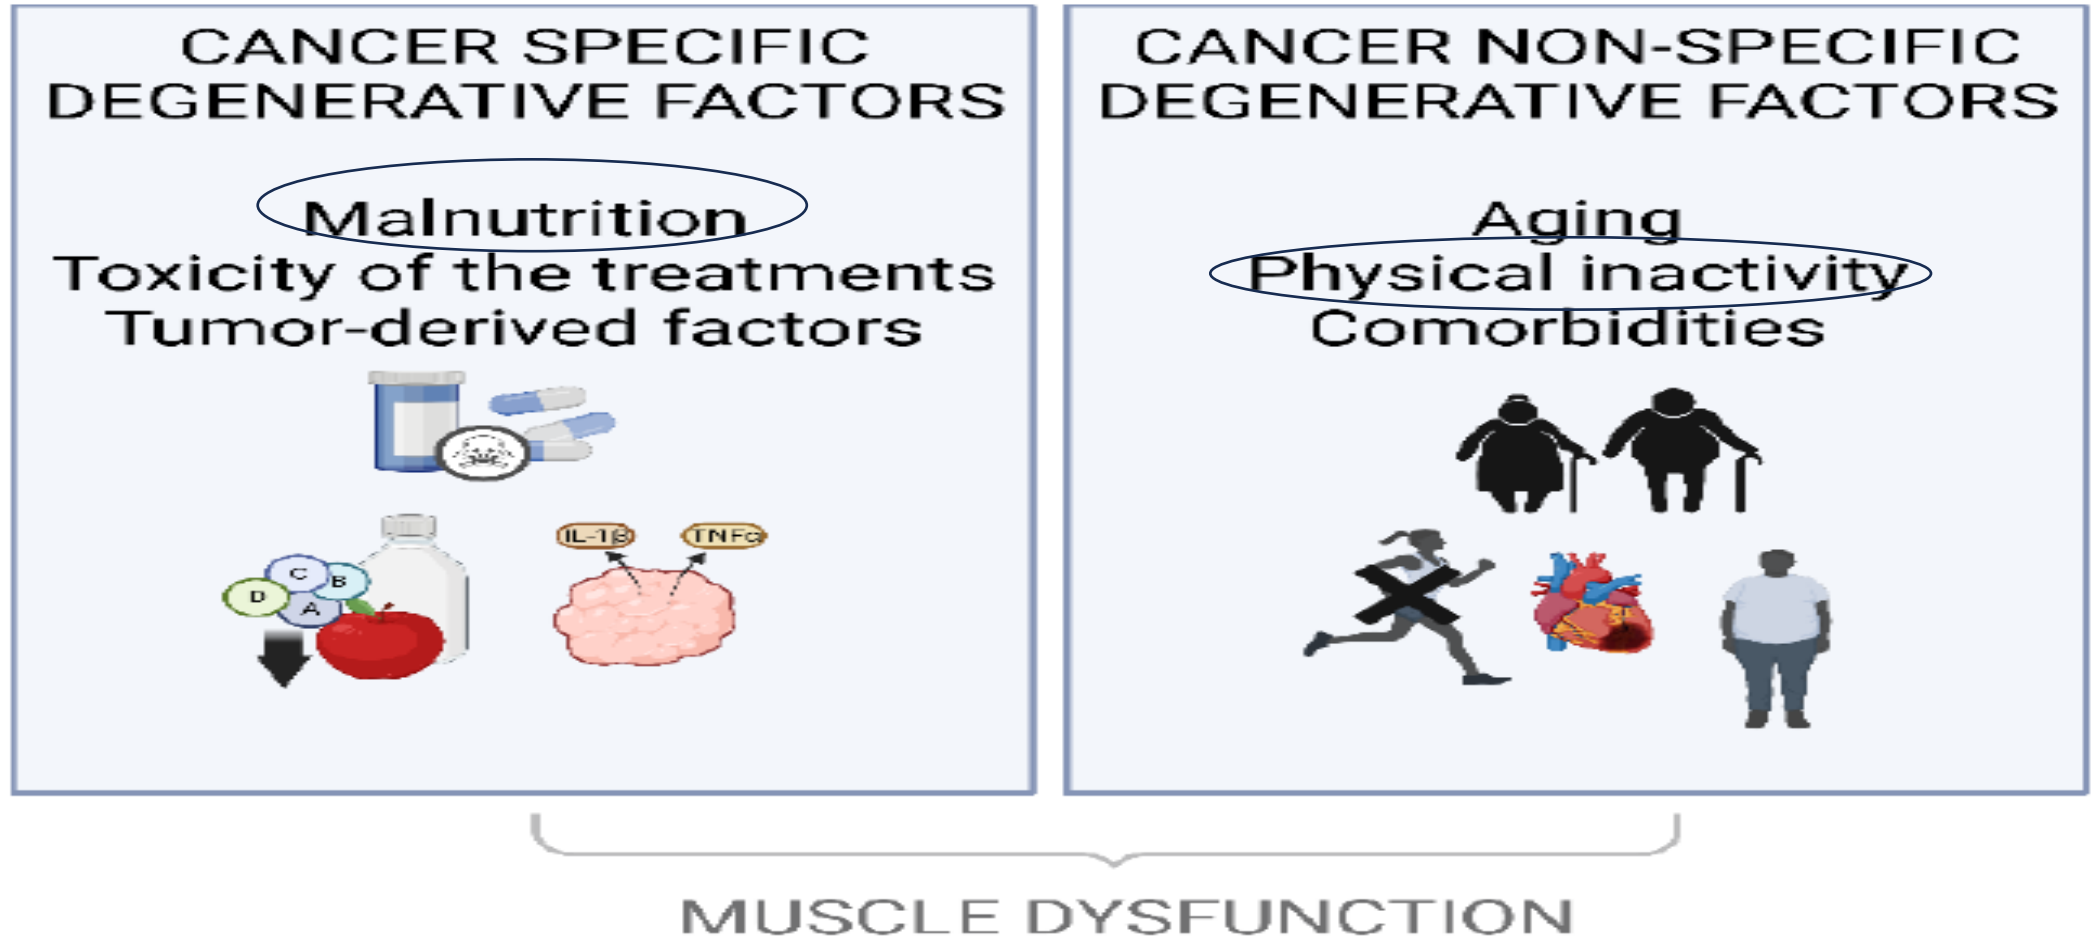 CANCER SPECIFIC
DEGENERATIVE FACTORS
Malnutrition
Toxicity of the treatments
Tumor-derived factors
IL-1β
TNFα
C
B
D
A
CANCER NON-SPECIFIC
DEGENERATIVE FACTORS
Aging
Physical inactivity
Comorbidities
MUSCLE DYSFUNCTION